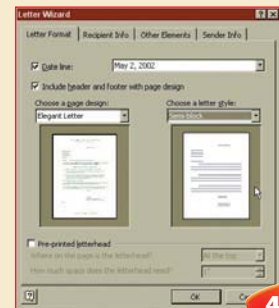 Letter Wizard
Letter Format Recipient Info Other Elements Sender Info
Date line: May 2, 2002
Include header and footer with page design
Choose a page design: Choose a letter style:
Elegant Letter Semi-block
Pre-printed letterhead
Where on the page is the letterhead? At the top
How much space does the letterhead need? 1"
OK
4